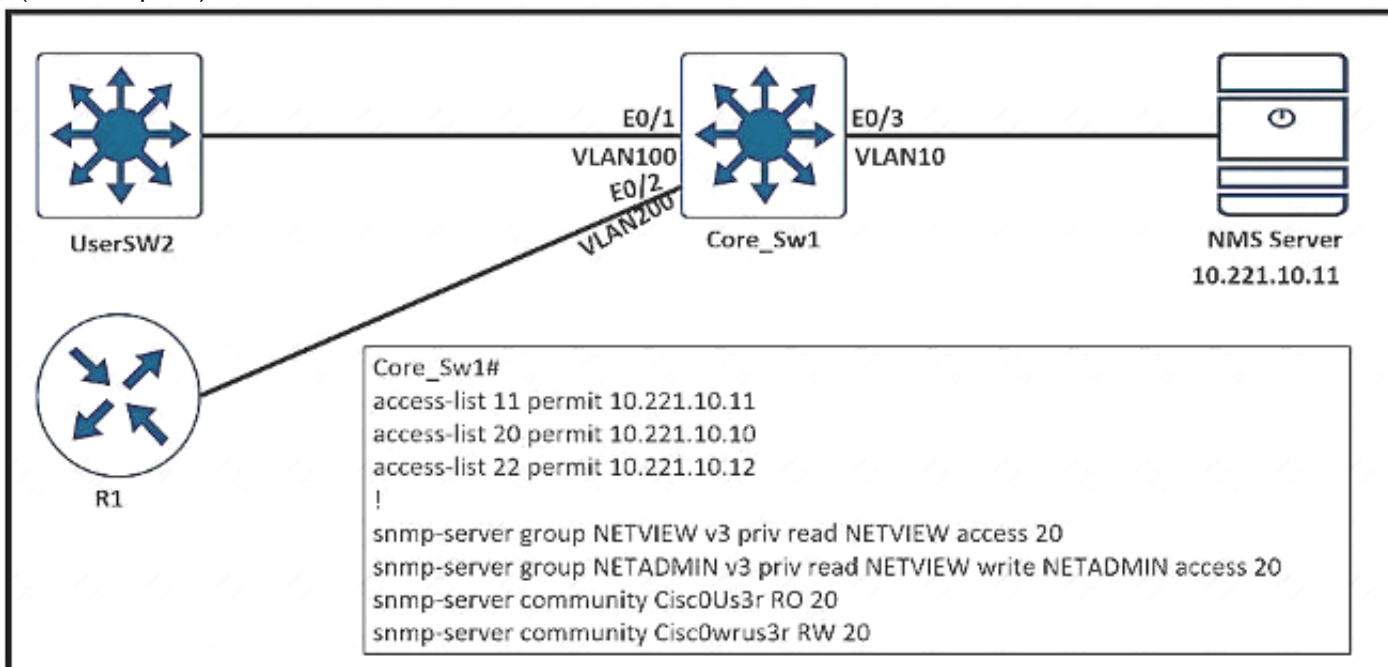 E0/1
E0/3
VLAN100
VLAN10
E0/2
VLAN200
UserSW2
Core_Sw1
NMS Server
10.221.10.11
R1
Core_Sw1#
access-list 11 permit 10.221.10.11
access-list 20 permit 10.221.10.10
access-list 22 permit 10.221.10.12
!
snmp-server group NETVIEW v3 priv read NETVIEW access 20
snmp-server group NETADMIN v3 priv read NETVIEW write NETADMIN access 20
snmp-server community Cisc0Us3r RO 20
snmp-server community Cisc0wrus3r RW 20